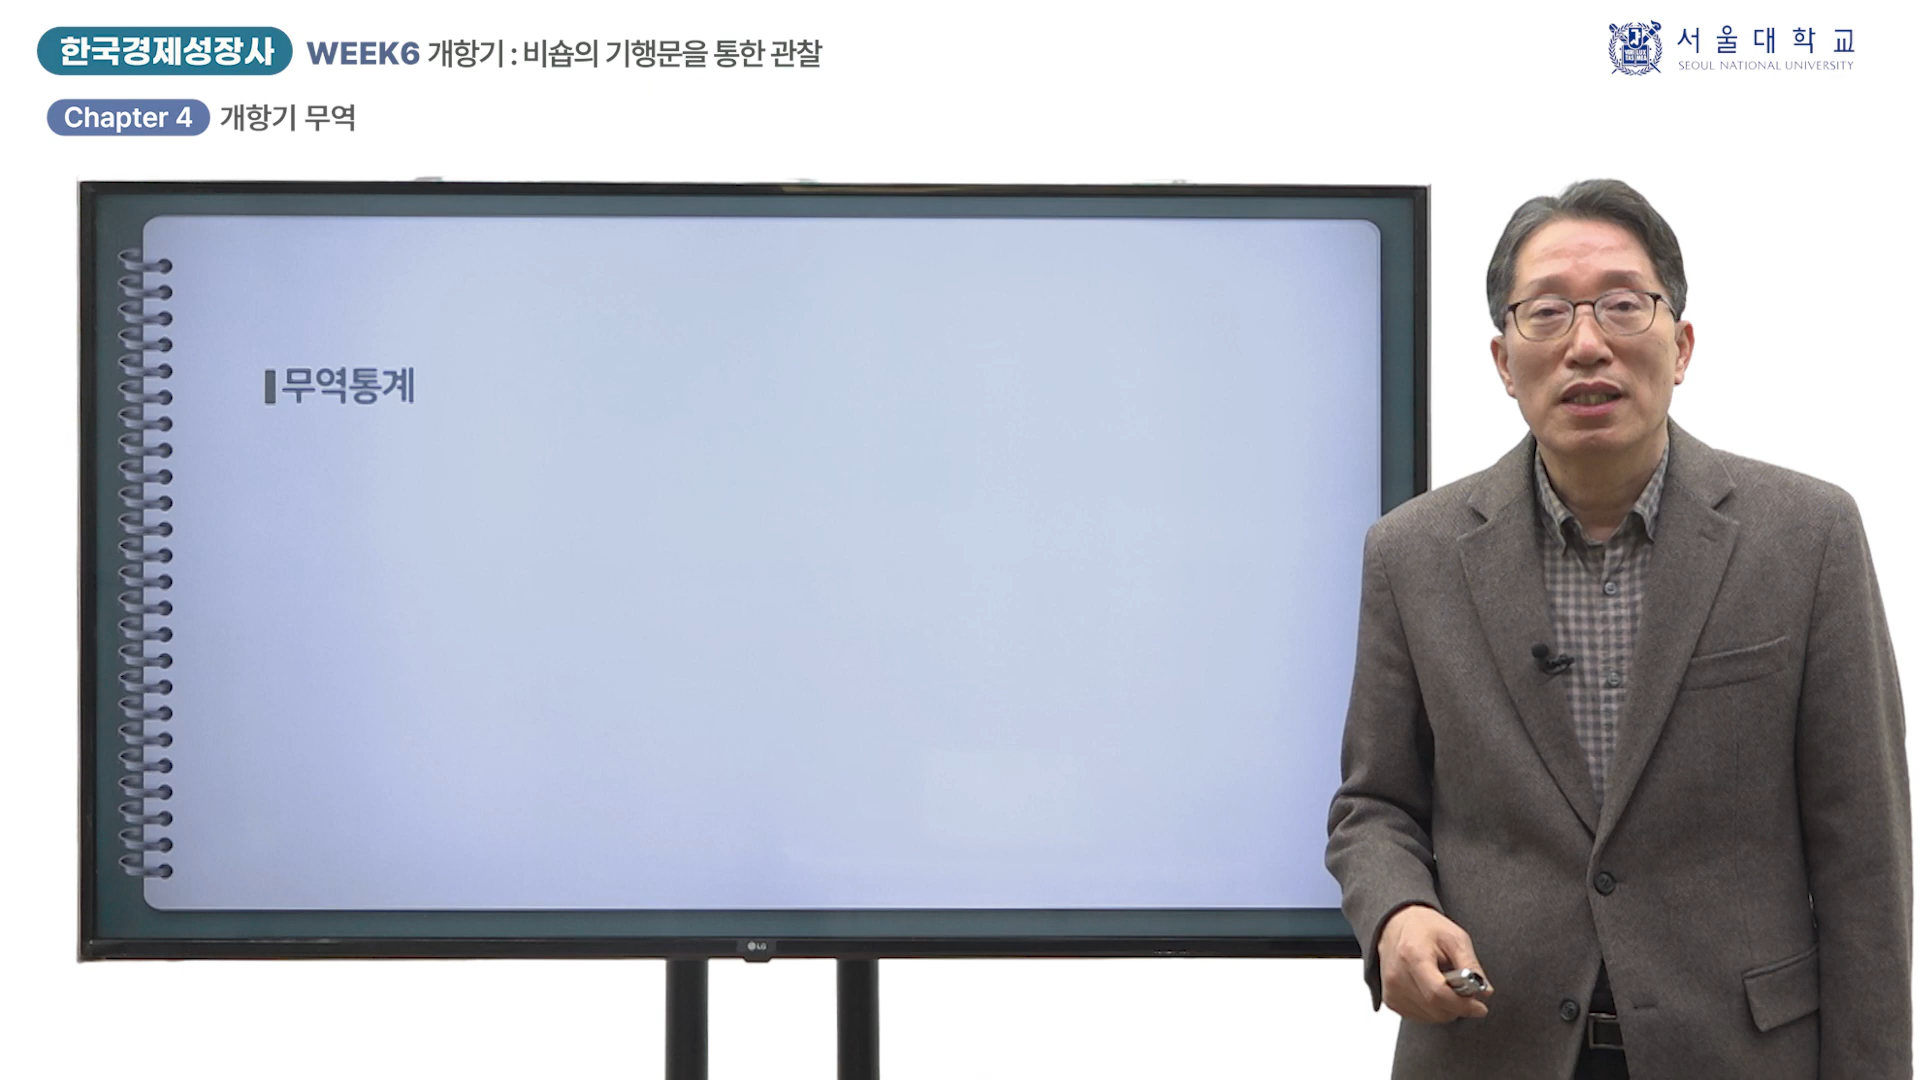 한국경제성장사 WEEK6 개항기 : 비숍의 기행문을 통한 관찰
서울대학교
SEOUL NATIONAL UNIVERSITY
Chapter 4 개항기 무역
무역통계
LG